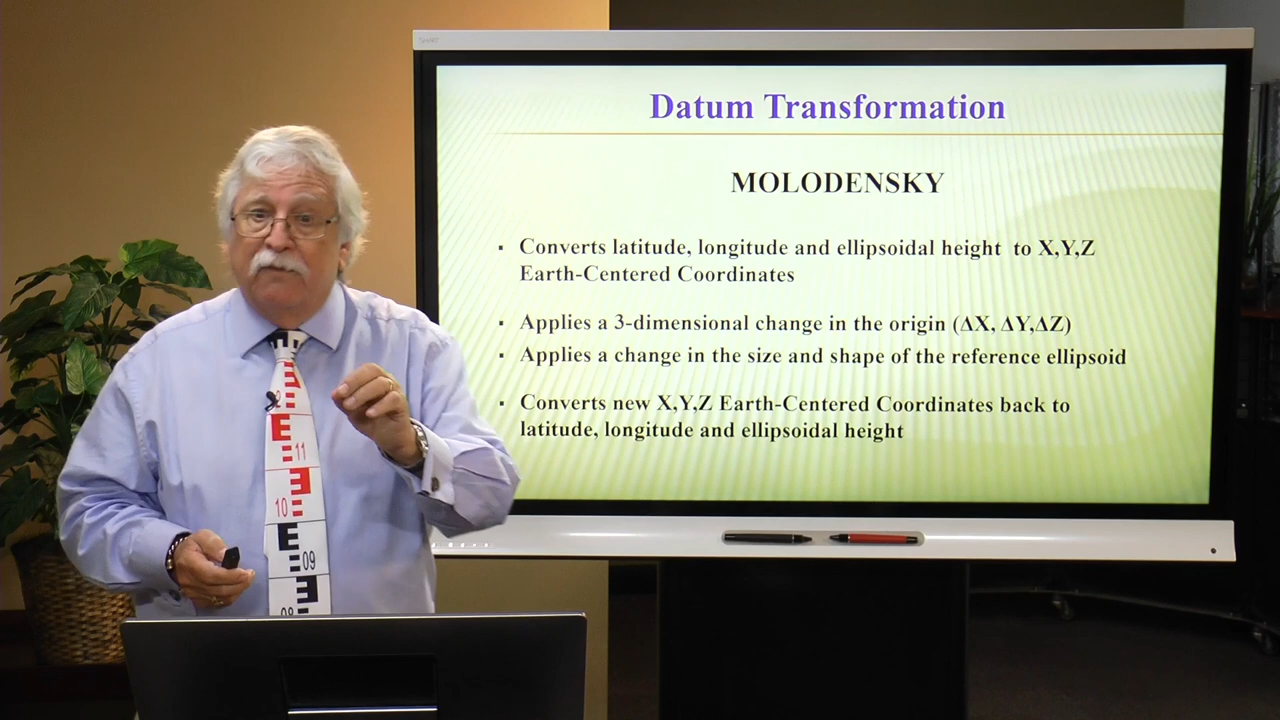 SMART
Datum Transformation
MOLODENSKY
▪ Converts latitude, longitude and ellipsoidal height to X,Y,Z
Earth-Centered Coordinates
▪ Applies a 3-dimensional change in the origin (ΔX, ΔY,ΔZ)
▪ Applies a change in the size and shape of the reference ellipsoid
▪ Converts new X,Y,Z Earth-Centered Coordinates back to
latitude, longitude and ellipsoidal height
11
10
09
08